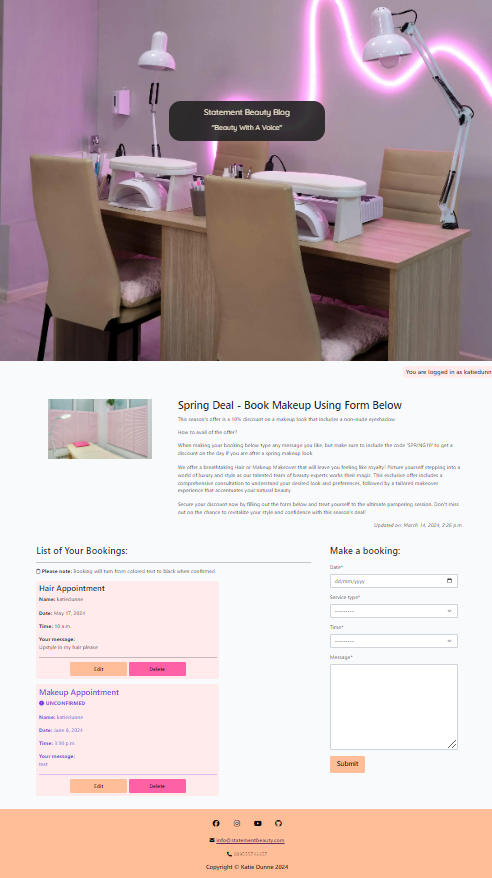 Statement Beauty Blog
"Beauty With A Voice"
You are logged in as katiedunn
Spring Deal - Book Makeup Using Form Below
This season's offer is a 10% discount on a makeup look that includes a non-nude eyeshadow.
How to avail of the offer?
When making your booking below type any message you like, but make sure to include the code 'SPRING10' to get a
discount on the day if you are after a spring makeup look.
We offer a breathtaking Hair or Makeup Makeover that will leave you feeling like royalty! Picture yourself stepping into a
world of luxury and style as our talented team of beauty experts works their magic. This exclusive offer includes a
comprehensive consultation to understand your desired look and preferences, followed by a tailored makeover
experience that accentuates your natural beauty.
Secure your discount now by filling out the form below and treat yourself to the ultimate pampering session. Don't miss
out on the chance to revitalize your style and confidence with this season's deal!
Updated on: March 14, 2024, 2:26 p.m.
List of Your Bookings:
Please note: Booking will turn from colored text to black when confirmed.
Hair Appointment
Name: katiedunne
Date: May 17, 2024
Time: 10 a.m.
Your message:
Upstyle in my hair please
Edit
Delete
Makeup Appointment
UNCONFIRMED
Name: katiedunne
Date: June 8, 2024
Time: 3:30 p.m.
Your message:
test
Edit
Delete
Make a booking:
Date*
dd/mm/yyyy
Service type*
---------
Time*
---------
Message*
Submit
info@statementbeauty.com
Copyright © Katie Dunne 2024